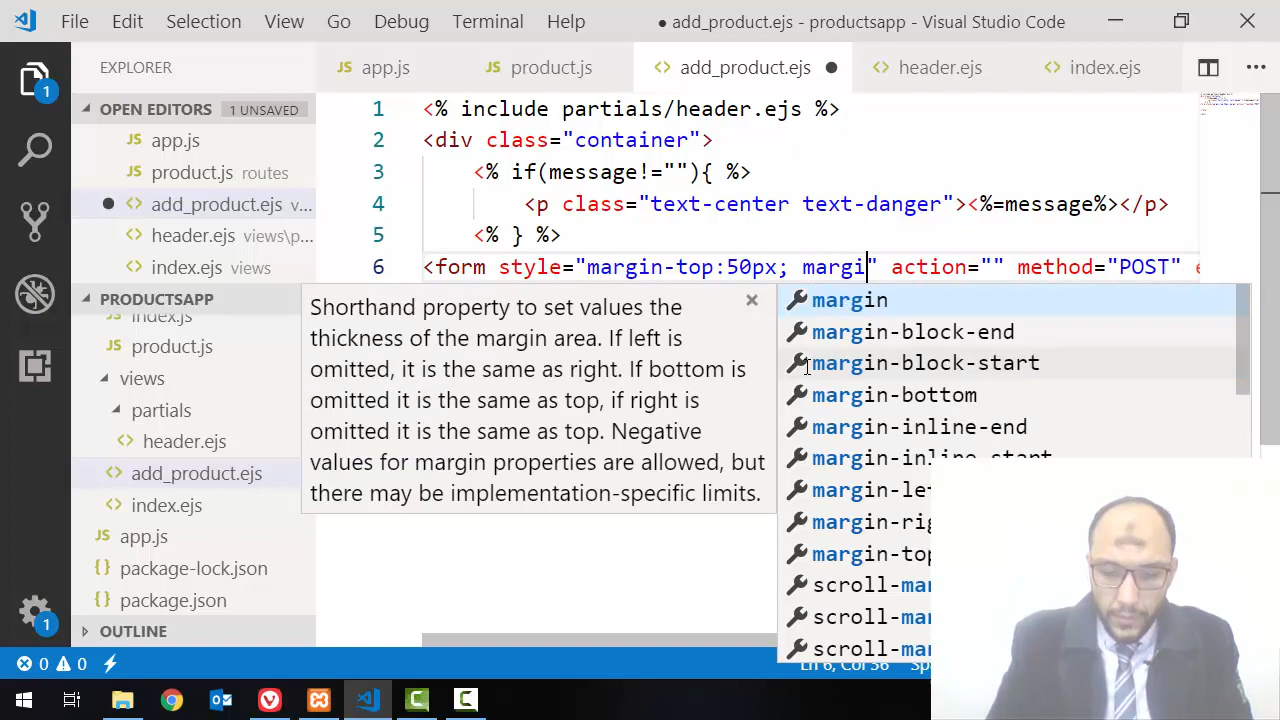 File Edit Selection View Go Debug Terminal Help
● add_product.ejs - productsapp - Visual Studio Code
EXPLORER
OPEN EDITORS 1 UNSAVED
app.js
product.js routes
add_product.ejs v...
header.ejs views\p...
index.ejs views
PRODUCTSAPP
index.js
product.js
views
partials
header.ejs
add_product.ejs
index.ejs
app.js
package-lock.json
package.json
OUTLINE
JS app.js JS product.js <> add_product.ejs ● <> header.ejs <> index.ejs
1 <% include partials/header.ejs %>
2 <div class="container">
3 <% if(message!=""){ %>
4 <p class="text-center text-danger"><%=message%></p>
5 <% } %>
6 <form style="margin-top:50px; margi" action="" method="POST" e
Shorthand property to set values the
thickness of the margin area. If left is
omitted, it is the same as right. If bottom is
omitted it is the same as top, if right is
omitted it is the same as top. Negative
values for margin properties are allowed, but
there may be implementation-specific limits.
margin
margin-block-end
margin-block-start
margin-bottom
margin-inline-end
margin-inline-start
margin-le
margin-rig
margin-top
scroll-mar
scroll-mar
scroll-mar
0 0
Ln 6, Col 36
1
1